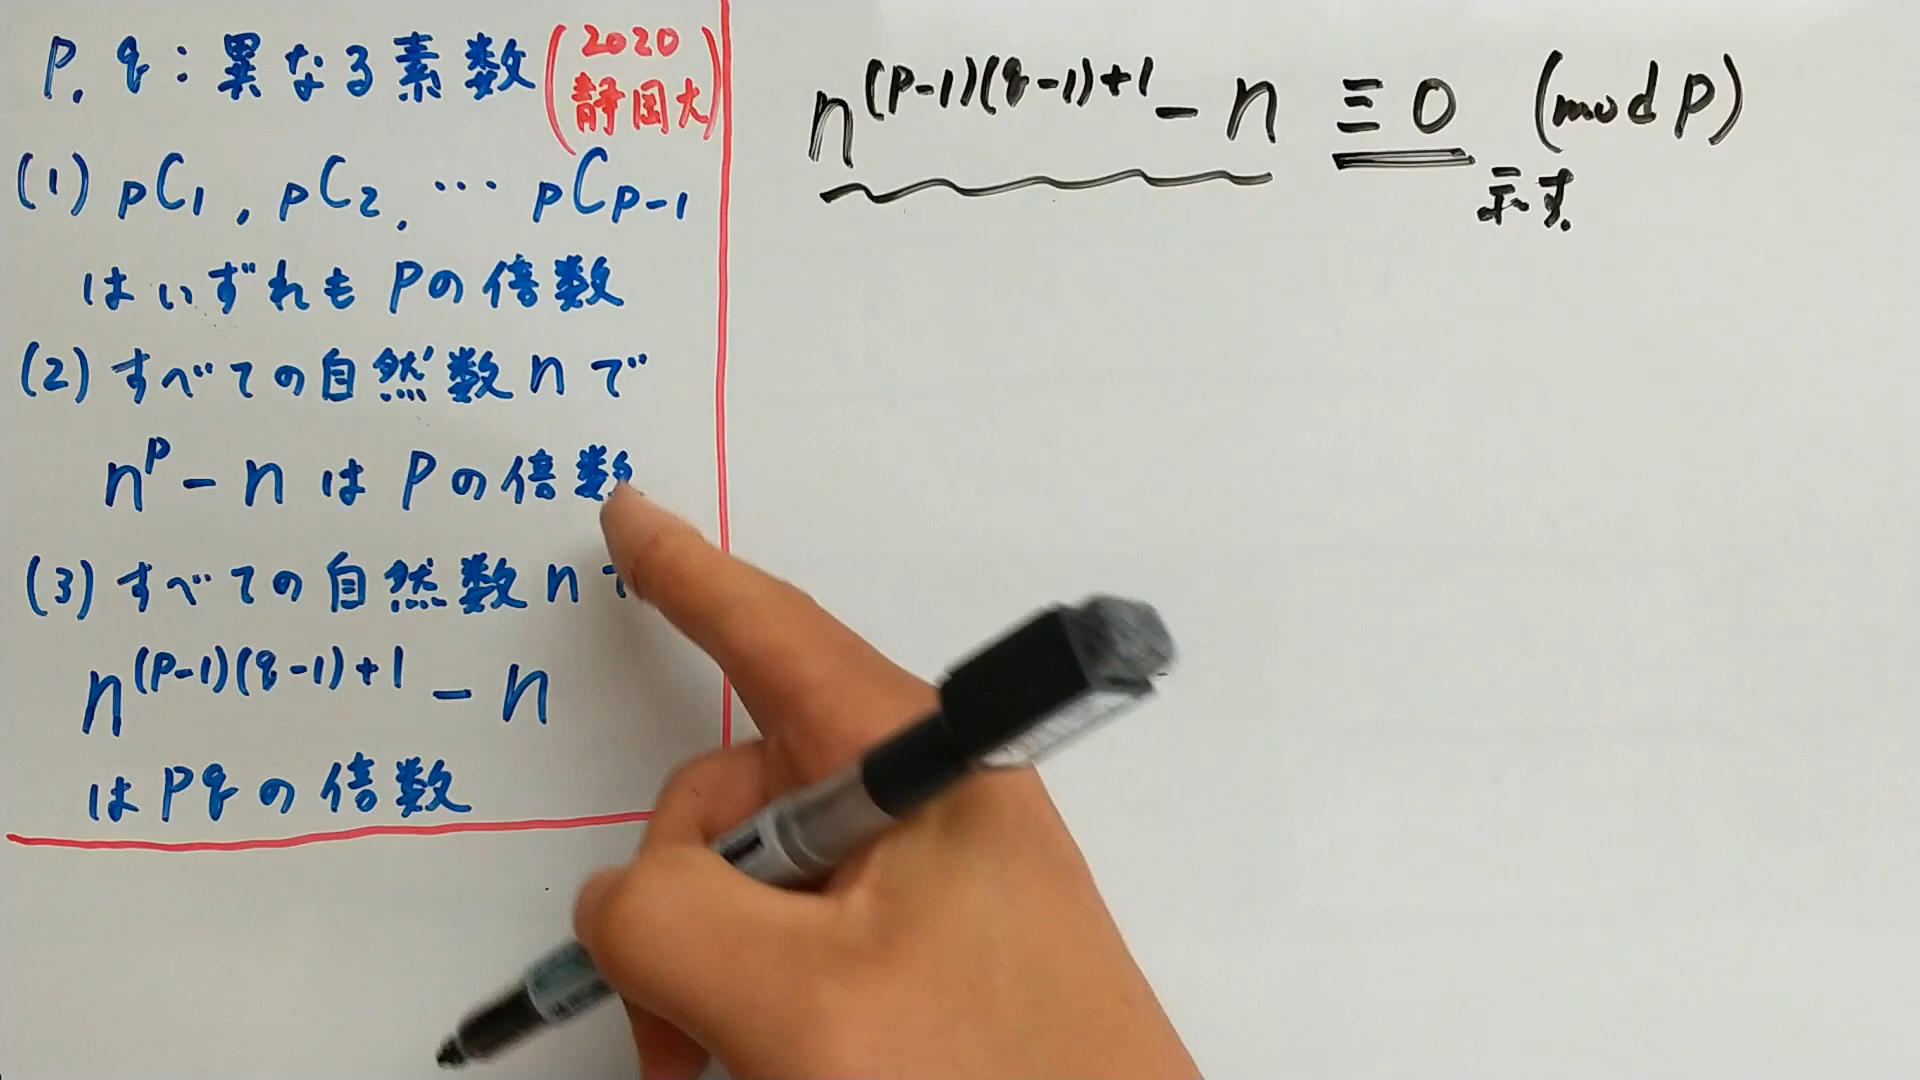 P, q : 異なる素数 (2020 静岡大)
(1) pC1, pC2, … pCp-1
はいずれも Pの倍数
(2) すべての自然数 n で
n^p - n は Pの倍数
(3) すべての自然数 n で
n^(P-1)(q-1)+1 - n
は Pq の倍数
n^(P-1)(q-1)+1 - n ≡ 0 (mod P)
示す.